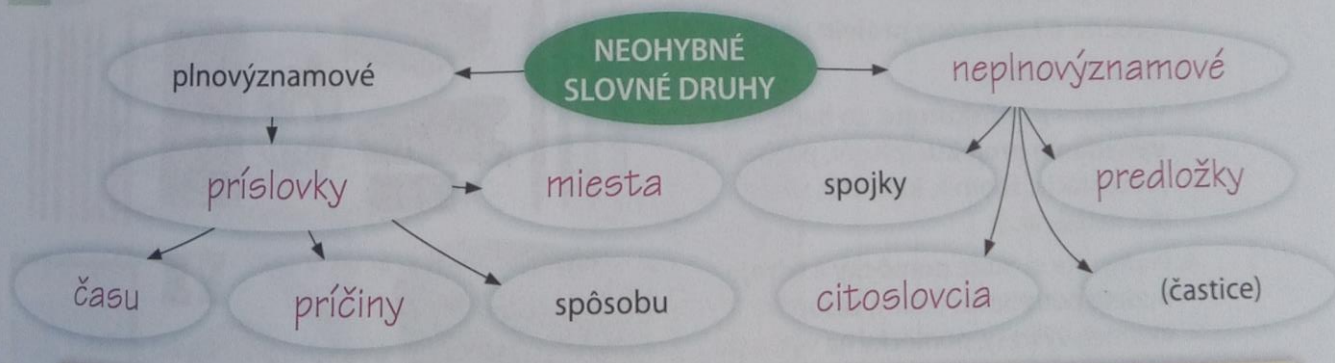 NEOHYBNÉ
SLOVNÉ DRUHY
plnovýznamové
neplnovýznamové
príslovky
miesta
spojky
predložky
času
príčiny
spôsobu
citoslovcia
(častice)